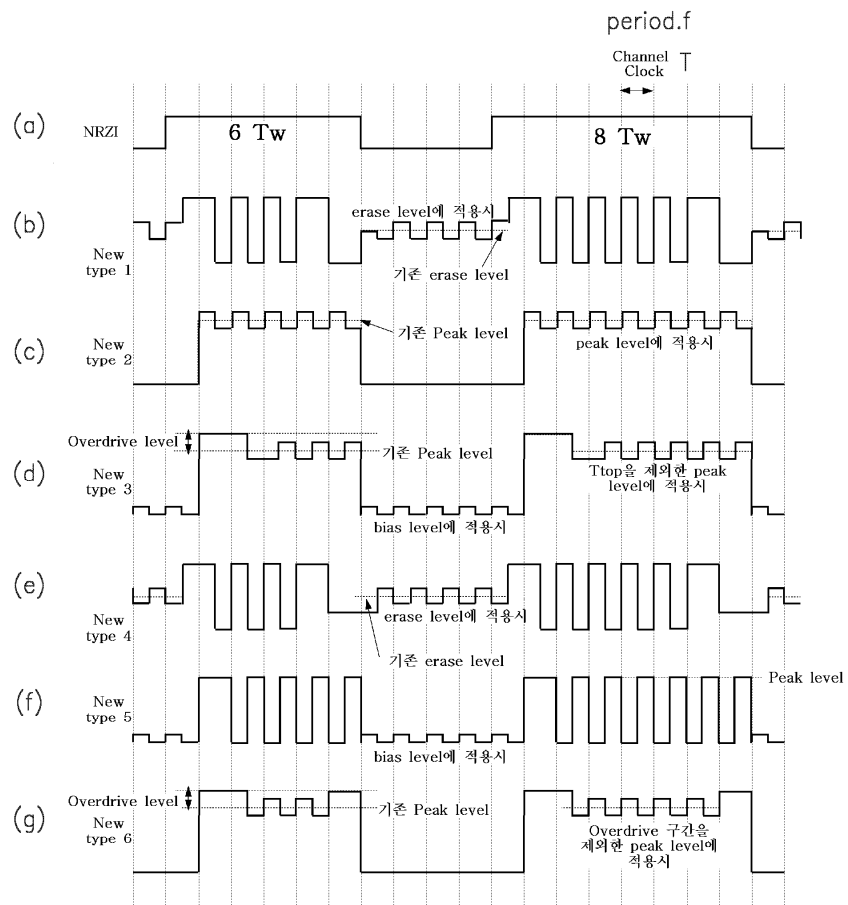 period.f
Channel
Clock
T
(a)
NRZI
6 Tw
8 Tw
(b)
New
type 1
erase level에 적용시
기존 erase level
(c)
New
type 2
기존 Peak level
peak level에 적용시
(d)
Overdrive level
New
type 3
기존 Peak level
Ttop을 제외한 peak
level에 적용시
bias level에 적용시
(e)
New
type 4
erase level에 적용시
기존 erase level
(f)
New
type 5
Peak level
bias level에 적용시
(g)
Overdrive level
New
type 6
기존 Peak level
Overdrive 구간을
제외한 peak level에
적용시